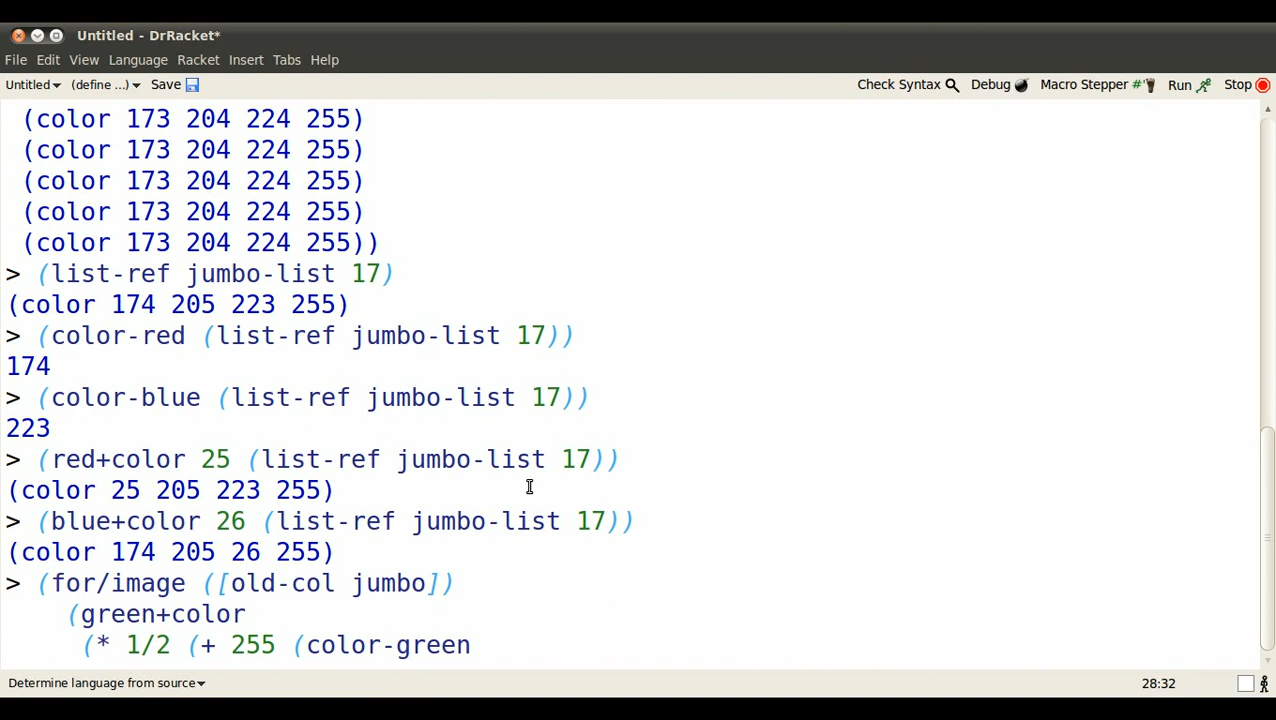 Untitled - DrRacket*
File Edit View Language Racket Insert Tabs Help
Untitled (define ...) Save Check Syntax Debug Macro Stepper #' Run Stop
(color 173 204 224 255)
(color 173 204 224 255)
(color 173 204 224 255)
(color 173 204 224 255)
(color 173 204 224 255))
> (list-ref jumbo-list 17)
(color 174 205 223 255)
> (color-red (list-ref jumbo-list 17))
174
> (color-blue (list-ref jumbo-list 17))
223
> (red+color 25 (list-ref jumbo-list 17))
(color 25 205 223 255)
> (blue+color 26 (list-ref jumbo-list 17))
(color 174 205 26 255)
> (for/image ([old-col jumbo])
(green+color
(* 1/2 (+ 255 (color-green
Determine language from source 28:32